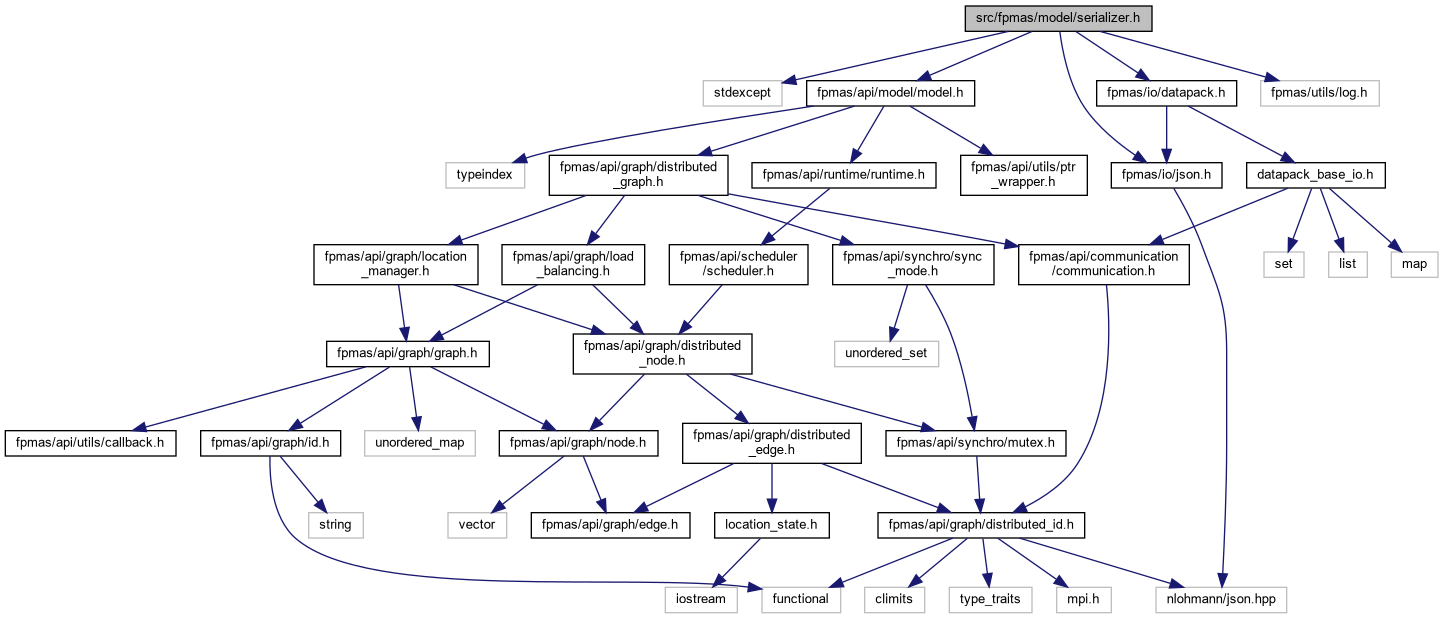 src/fpmas/model/serializer.h
stdexcept
fpmas/api/model/model.h
fpmas/io/datapack.h
fpmas/utils/log.h
typeindex
fpmas/api/graph/distributed
_graph.h
fpmas/api/runtime/runtime.h
fpmas/api/utils/ptr
_wrapper.h
fpmas/io/json.h
datapack_base_io.h
fpmas/api/graph/location
_manager.h
fpmas/api/graph/load
_balancing.h
fpmas/api/scheduler
/scheduler.h
fpmas/api/synchro/sync
_mode.h
fpmas/api/communication
/communication.h
set
list
map
fpmas/api/graph/graph.h
fpmas/api/graph/distributed
_node.h
unordered_set
fpmas/api/utils/callback.h
fpmas/api/graph/id.h
unordered_map
fpmas/api/graph/node.h
fpmas/api/graph/distributed
_edge.h
fpmas/api/synchro/mutex.h
string
vector
fpmas/api/graph/edge.h
location_state.h
fpmas/api/graph/distributed_id.h
iostream
functional
climits
type_traits
mpi.h
nlohmann/json.hpp